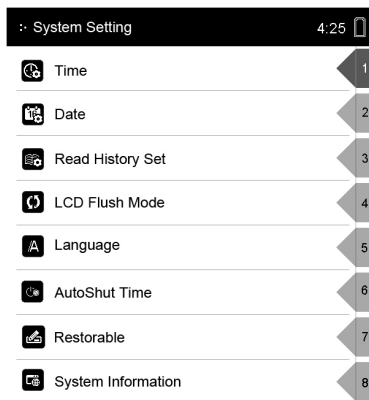 System Setting 4:25
Time 1
Date 2
Read History Set 3
LCD Flush Mode 4
Language 5
AutoShut Time 6
Restorable 7
System Information 8